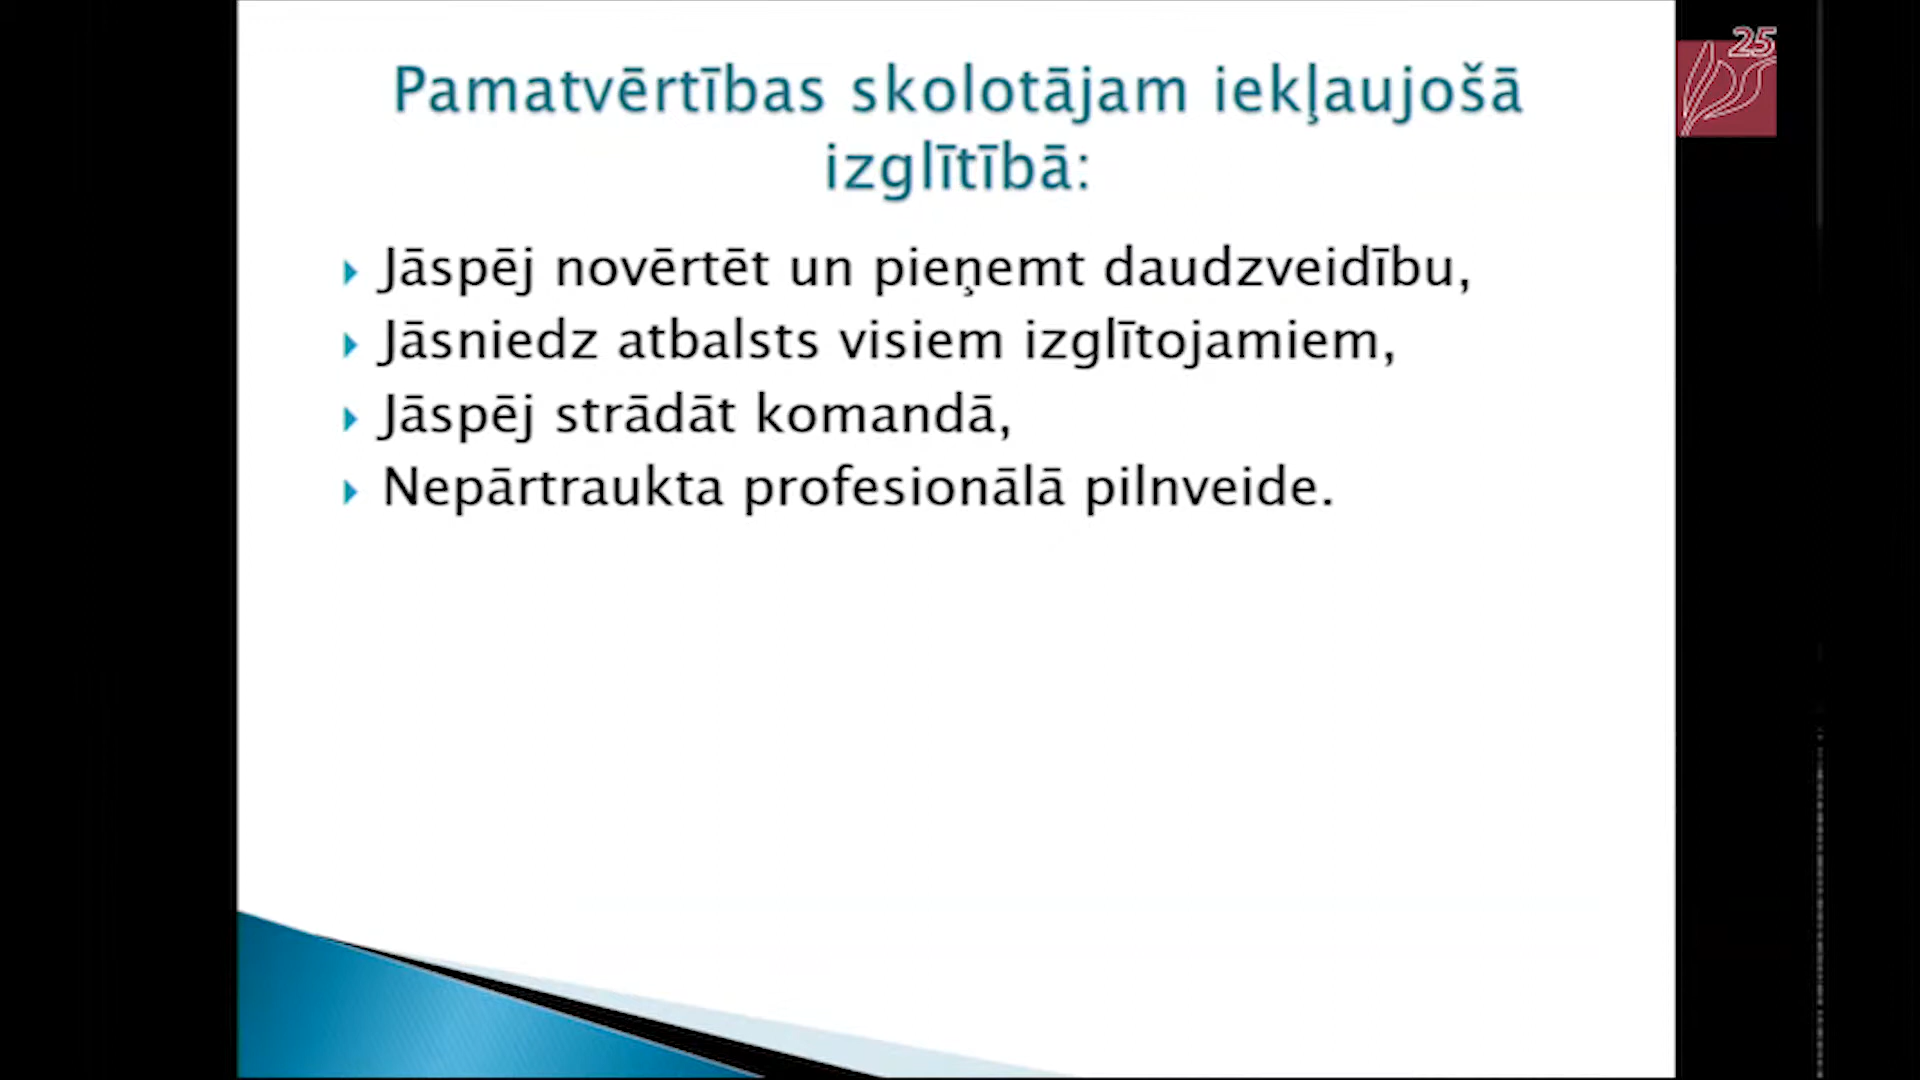 25
Pamatvērtības skolotājam iekļaujošā
izglītībā:
Jāspēj novērtēt un pieņemt daudzveidību,
Jāsniedz atbalsts visiem izglītojamiem,
Jāspēj strādāt komandā,
Nepārtraukta profesionālā pilnveide.